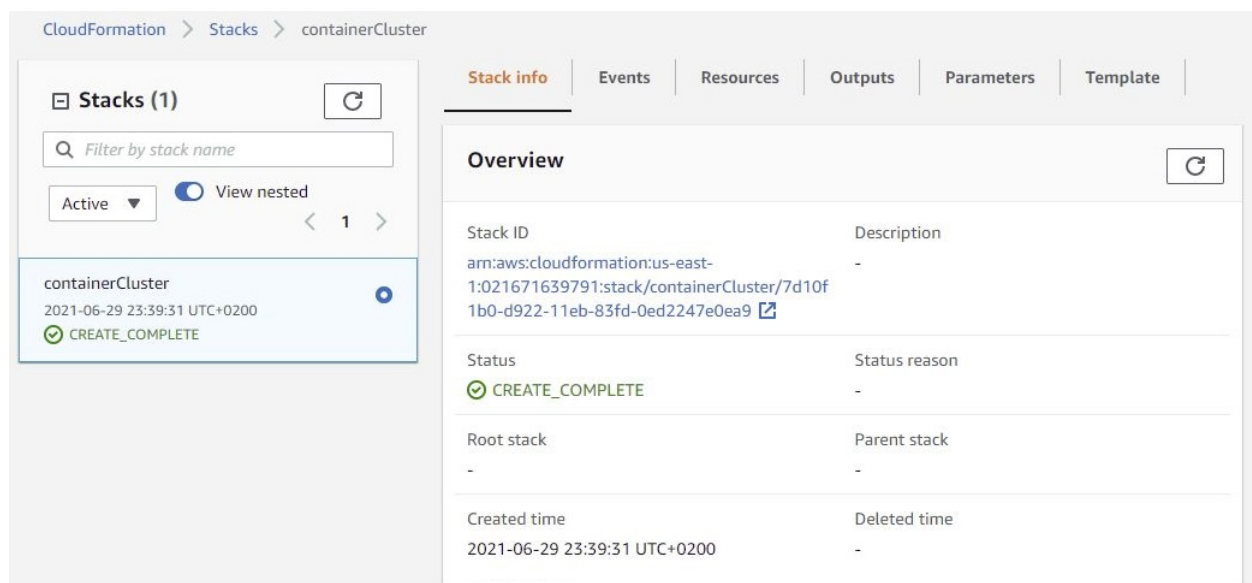 CloudFormation > Stacks > containerCluster
Stacks (1)
Filter by stack name
Active
View nested
< 1 >
containerCluster
2021-06-29 23:39:31 UTC+0200
CREATE_COMPLETE
Stack info
Events
Resources
Outputs
Parameters
Template
Overview
Stack ID
arn:aws:cloudformation:us-east-
1:021671639791:stack/containerCluster/7d10f
1b0-d922-11eb-83fd-0ed2247e0ea9
Description
-
Status
CREATE_COMPLETE
Status reason
-
Root stack
-
Parent stack
-
Created time
2021-06-29 23:39:31 UTC+0200
Deleted time
-